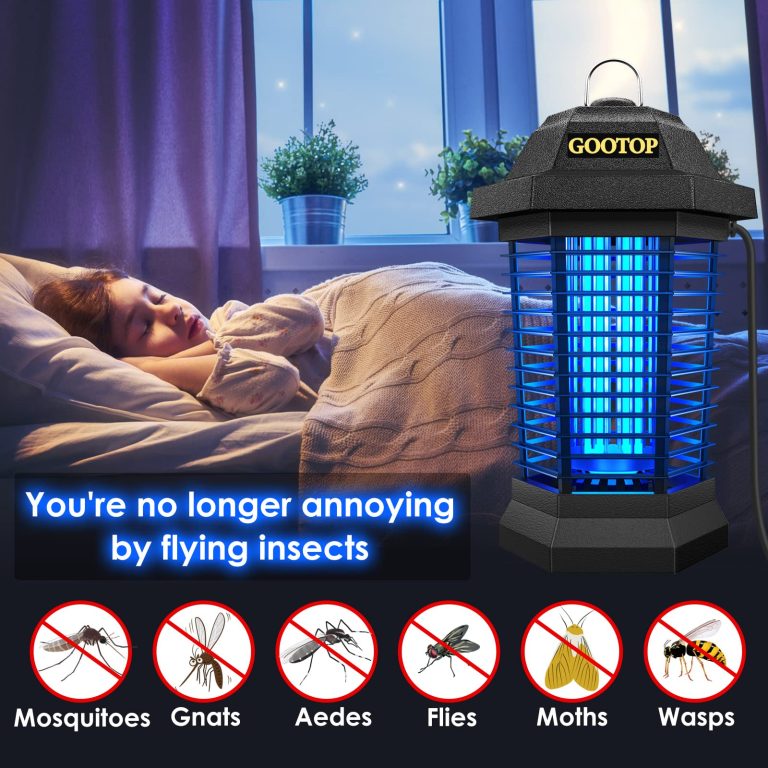 GOOTOP
You're no longer annoying
by flying insects
Mosquitoes
Gnats
Aedes
Flies
Moths
Wasps